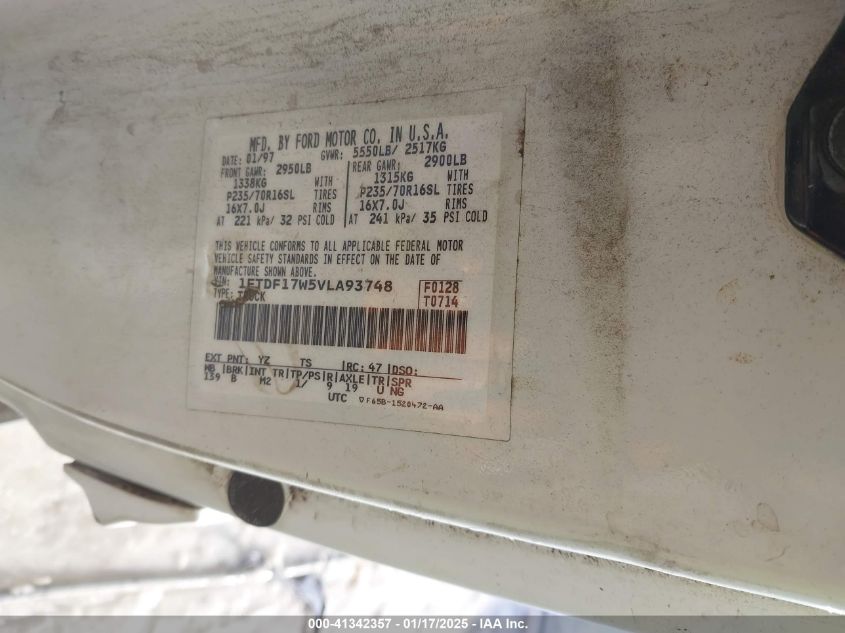 MFD. BY FORD MOTOR CO. IN U.S.A.
DATE: 01/97 GVWR: 5550LB/ 2517KG
FRONT GAWR: 2950LB REAR GAWR: 2900LB
1338KG WITH 1315KG WITH
P235/70R16SL TIRES P235/70R16SL TIRES
16X7.0J RIMS 16X7.0J RIMS
AT 221 kPa/ 32 PSI COLD AT 241 kPa/ 35 PSI COLD
THIS VEHICLE CONFORMS TO ALL APPLICABLE FEDERAL MOTOR
VEHICLE SAFETY STANDARDS IN EFFECT ON THE DATE OF
MANUFACTURE SHOWN ABOVE.
VIN: 1FTDF17W5VLA93748 F0128
TYPE: TRUCK T0714
EXT PNT: YZ TS RC: 47 DSO:
WB BRK INT TR TP/PS R AXLE TR SPR
139 B M2 1/ 9 19 U NG
UTC ▽F65B-1520472-AA
000-41342357 - 01/17/2025 - IAA Inc.